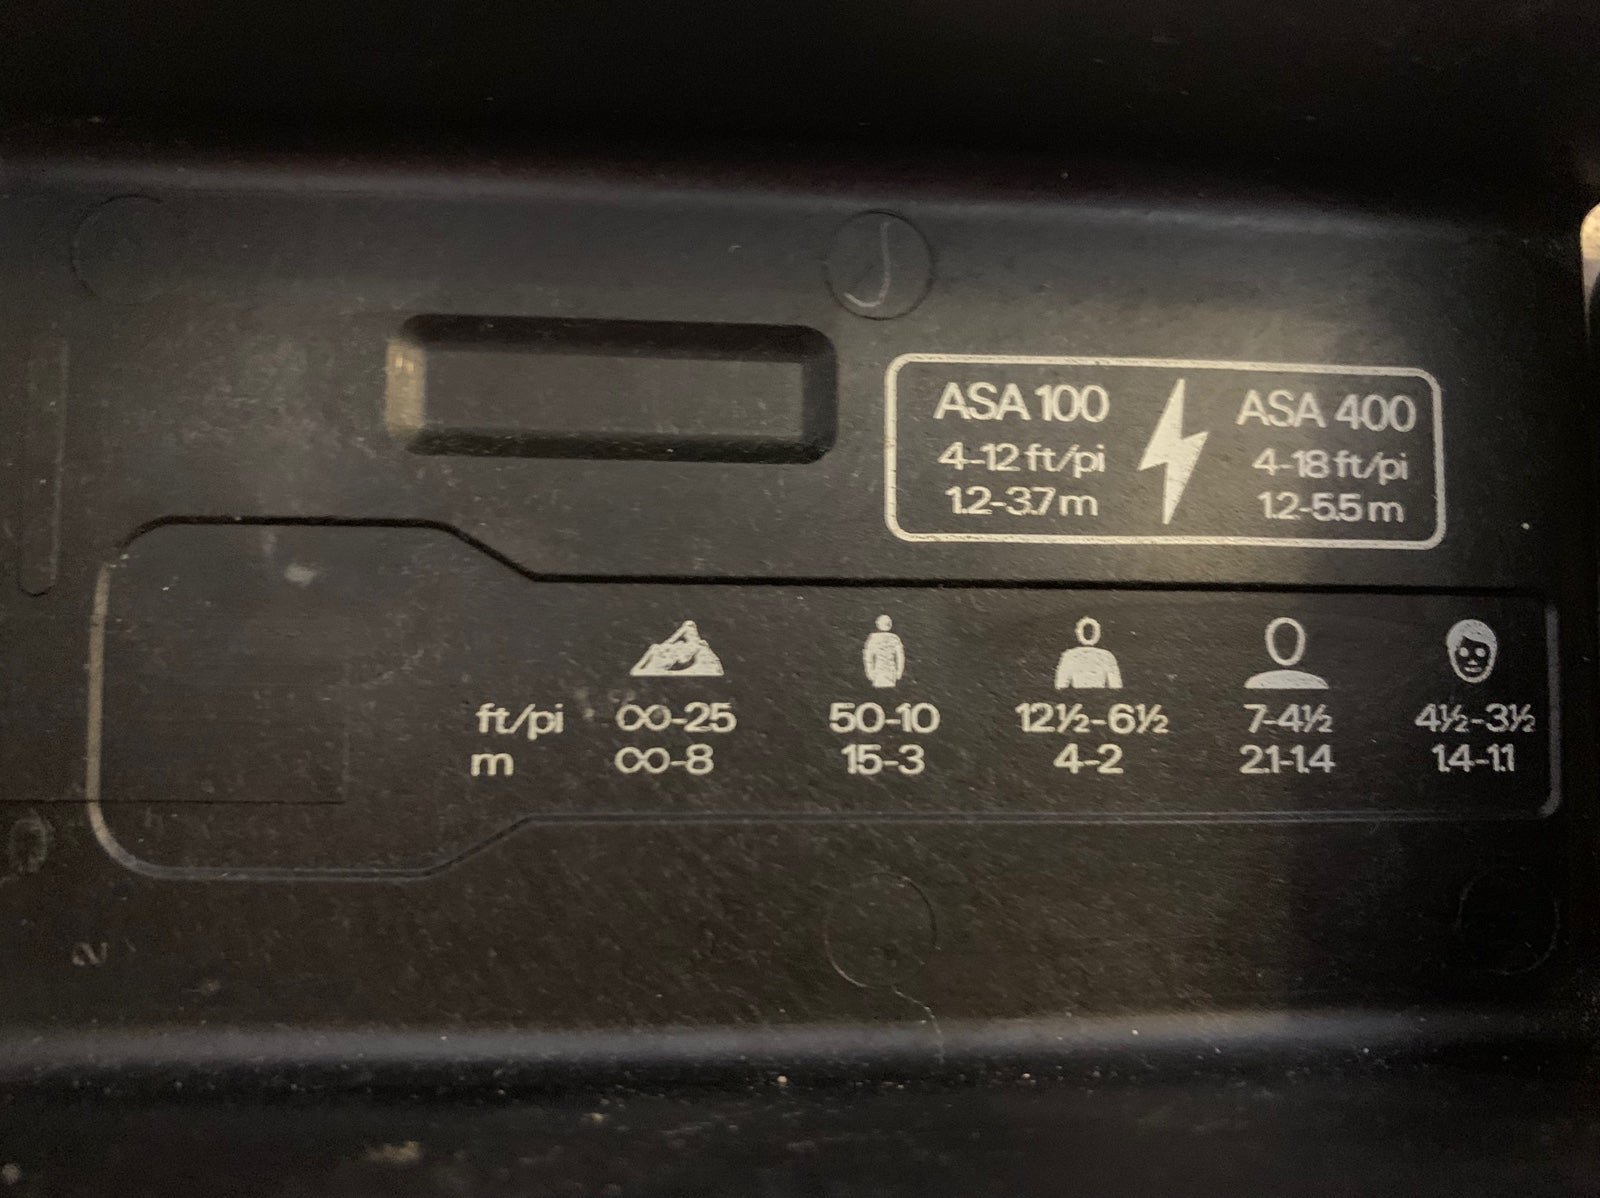 ASA 100 ASA 400
4-12 ft/pi 4-18 ft/pi
1.2-3.7 m 1.2-5.5 m
ft/pi ∞-25 50-10 12½-6½ 7-4½ 4½-3½
m ∞-8 15-3 4-2 2.1-1.4 1.4-1.1